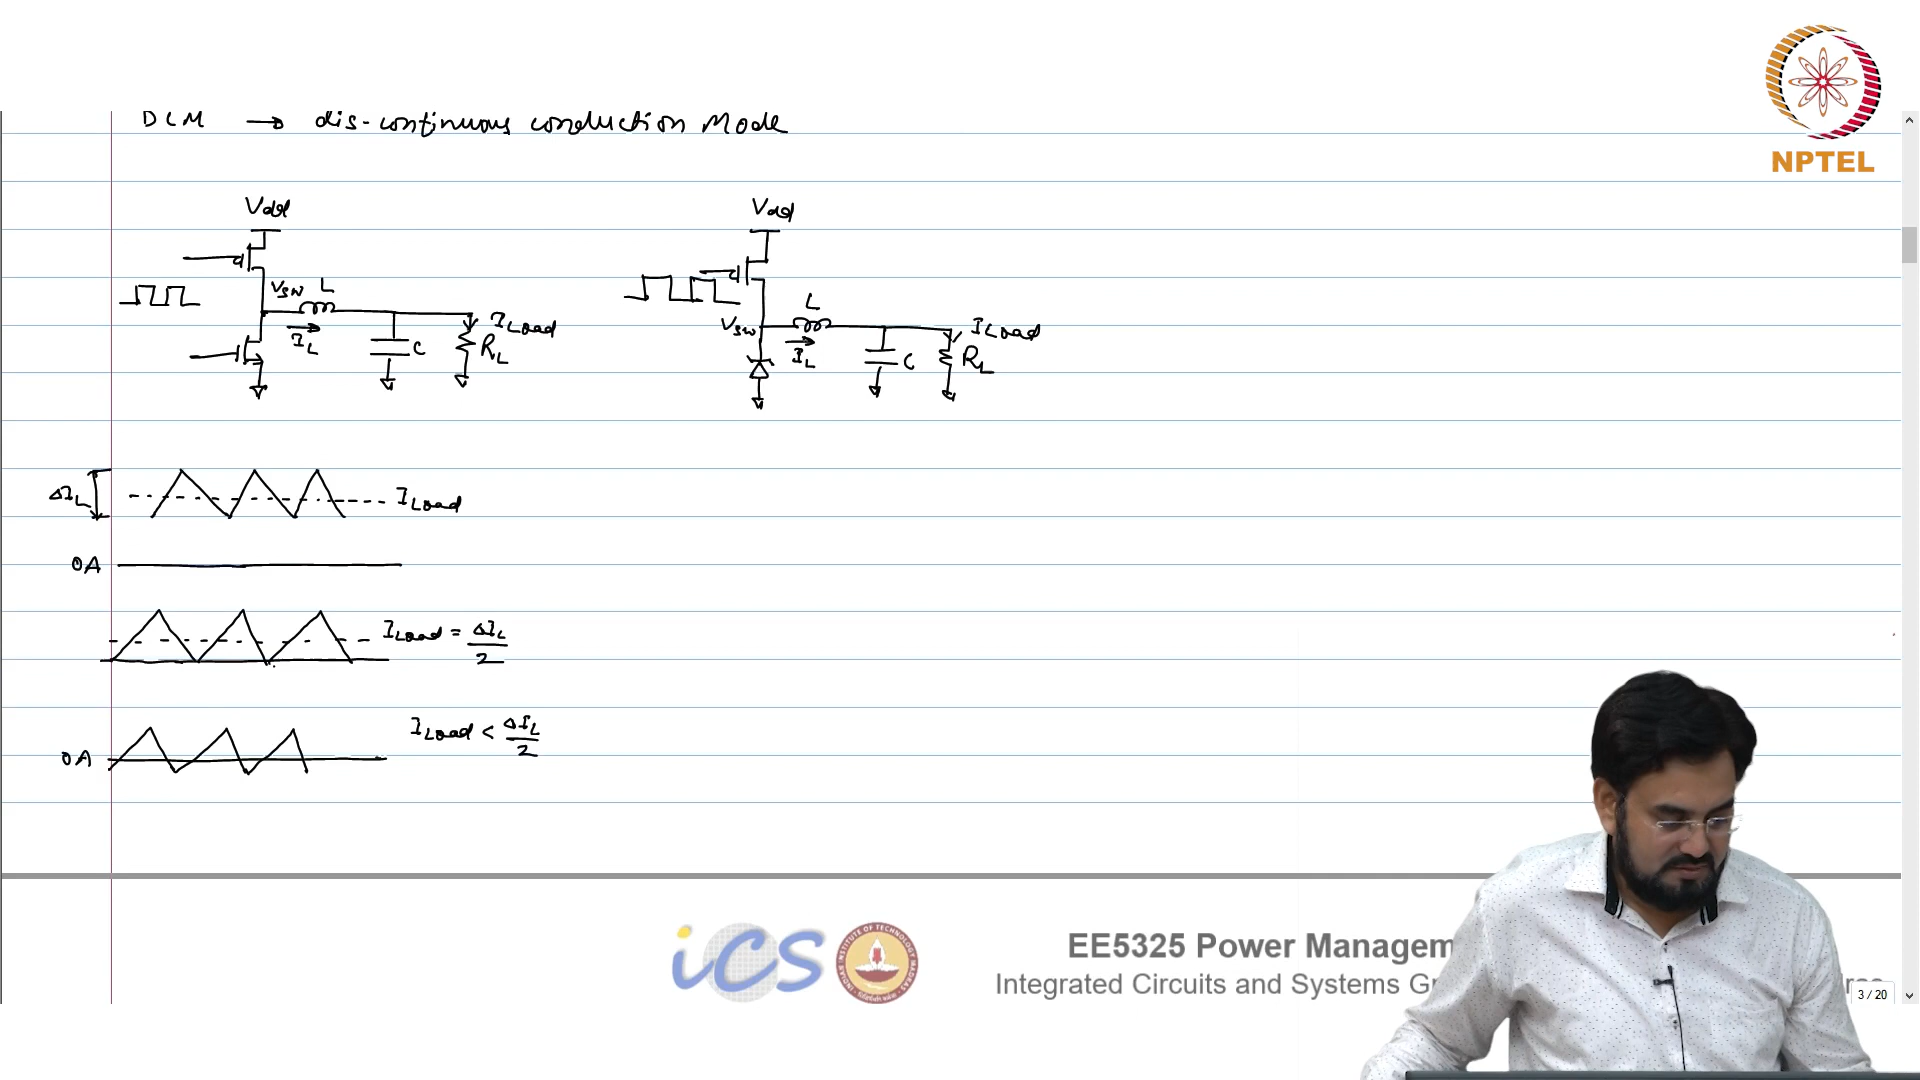 NPTEL
DCM → dis-continuous conduction Mode
Vdd
VSW L
IL
C
RL
ILoad
Vdd
L
VSW
IL
C
RL
ILoad
ΔIL
ILoad
0A
ILoad = ΔIL/2
ILoad < ΔIL/2
0A
iCS
EE5325 Power Managem
Integrated Circuits and Systems Gr
3 / 20